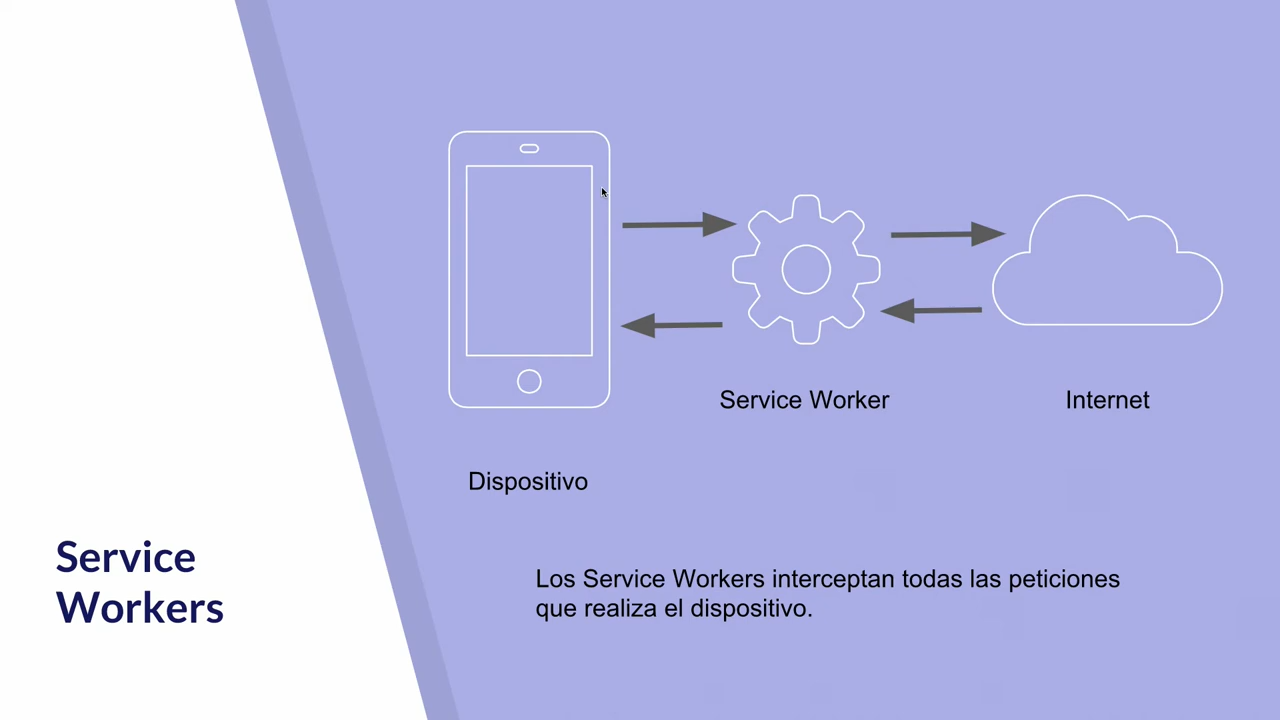 Service Worker
Internet
Dispositivo
Service
Workers
Los Service Workers interceptan todas las peticiones
que realiza el dispositivo.